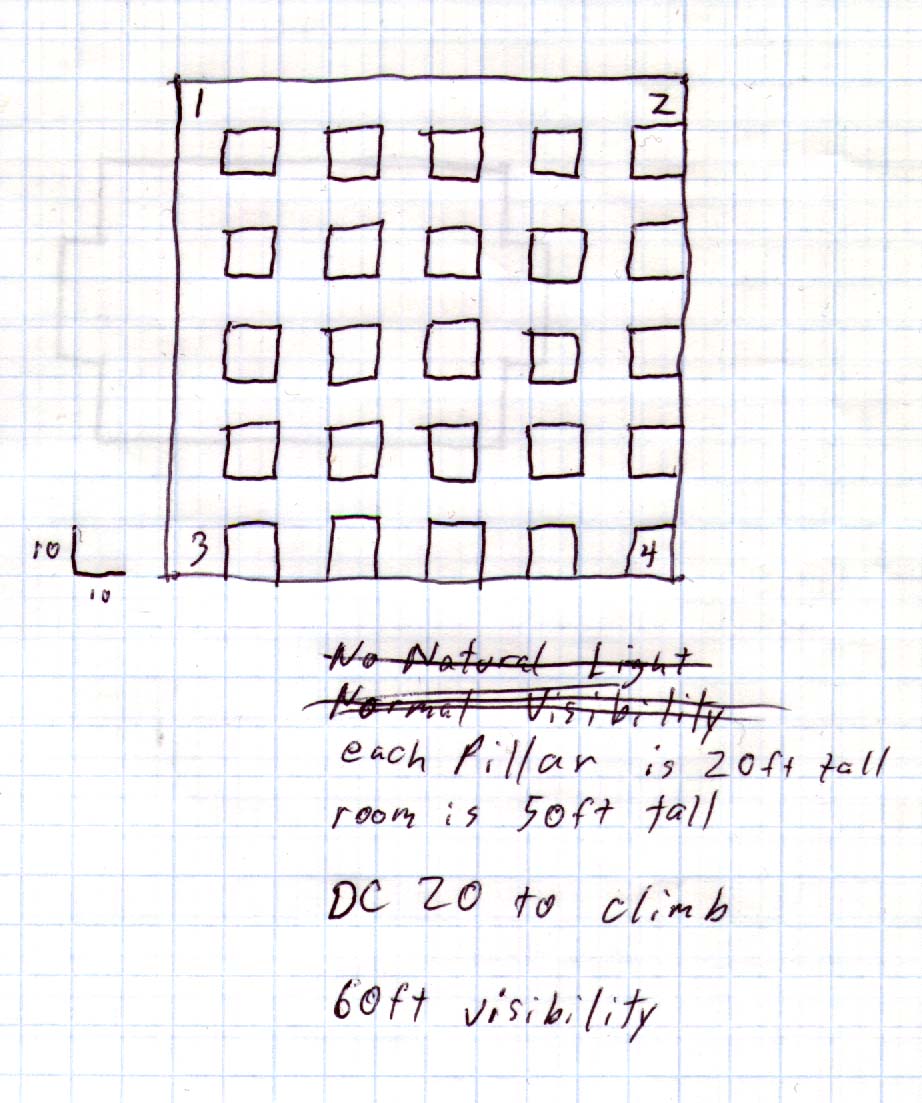 1
2
3
4
10
10
No Natural Light
Normal Visibility
each Pillar is 20ft tall
room is 50ft tall
DC 20 to climb
60ft visibility